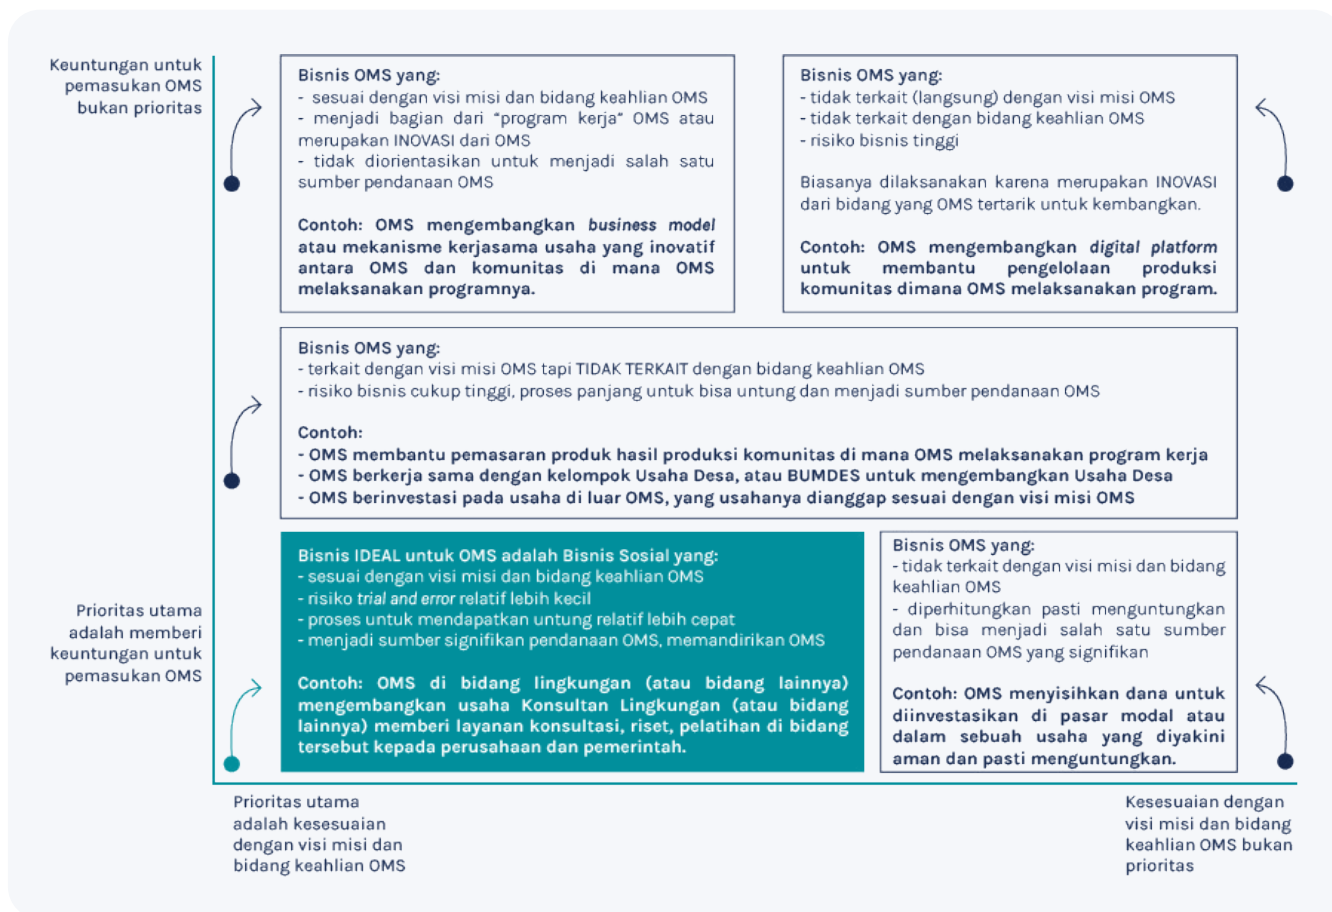 Keuntungan untuk
pemasukan OMS
bukan prioritas
Bisnis OMS yang:
- sesuai dengan visi misi dan bidang keahlian OMS
- menjadi bagian dari “program kerja” OMS atau
merupakan INOVASI dari OMS
- tidak diorientasikan untuk menjadi salah satu
sumber pendanaan OMS
Contoh: OMS mengembangkan business model
atau mekanisme kerjasama usaha yang inovatif
antara OMS dan komunitas di mana OMS
melaksanakan programnya.
Bisnis OMS yang:
- tidak terkait (langsung) dengan visi misi OMS
- tidak terkait dengan bidang keahlian OMS
- risiko bisnis tinggi
Biasanya dilaksanakan karena merupakan INOVASI
dari bidang yang OMS tertarik untuk kembangkan.
Contoh: OMS mengembangkan digital platform
untuk membantu pengelolaan produksi
komunitas dimana OMS melaksanakan program.
Bisnis OMS yang:
- terkait dengan visi misi OMS tapi TIDAK TERKAIT dengan bidang keahlian OMS
- risiko bisnis cukup tinggi, proses panjang untuk bisa untung dan menjadi sumber pendanaan OMS
Contoh:
- OMS membantu pemasaran produk hasil produksi komunitas di mana OMS melaksanakan program kerja
- OMS berkerja sama dengan kelompok Usaha Desa, atau BUMDES untuk mengembangkan Usaha Desa
- OMS berinvestasi pada usaha di luar OMS, yang usahanya dianggap sesuai dengan visi misi OMS
Prioritas utama
adalah memberi
keuntungan untuk
pemasukan OMS
Bisnis IDEAL untuk OMS adalah Bisnis Sosial yang:
- sesuai dengan visi misi dan bidang keahlian OMS
- risiko trial and error relatif lebih kecil
- proses untuk mendapatkan untung relatif lebih cepat
- menjadi sumber signifikan pendanaan OMS, memandirikan OMS
Contoh: OMS di bidang lingkungan (atau bidang lainnya)
mengembangkan usaha Konsultan Lingkungan (atau bidang
lainnya) memberi layanan konsultasi, riset, pelatihan di bidang
tersebut kepada perusahaan dan pemerintah.
Bisnis OMS yang:
- tidak terkait dengan visi misi dan bidang
keahlian OMS
- diperhitungkan pasti menguntungkan
dan bisa menjadi salah satu sumber
pendanaan OMS yang signifikan
Contoh: OMS menyisihkan dana untuk
diinvestasikan di pasar modal atau
dalam sebuah usaha yang diyakini
aman dan pasti menguntungkan.
Prioritas utama
adalah kesesuaian
dengan visi misi dan
bidang keahlian OMS
Kesesuaian dengan
visi misi dan bidang
keahlian OMS bukan
prioritas